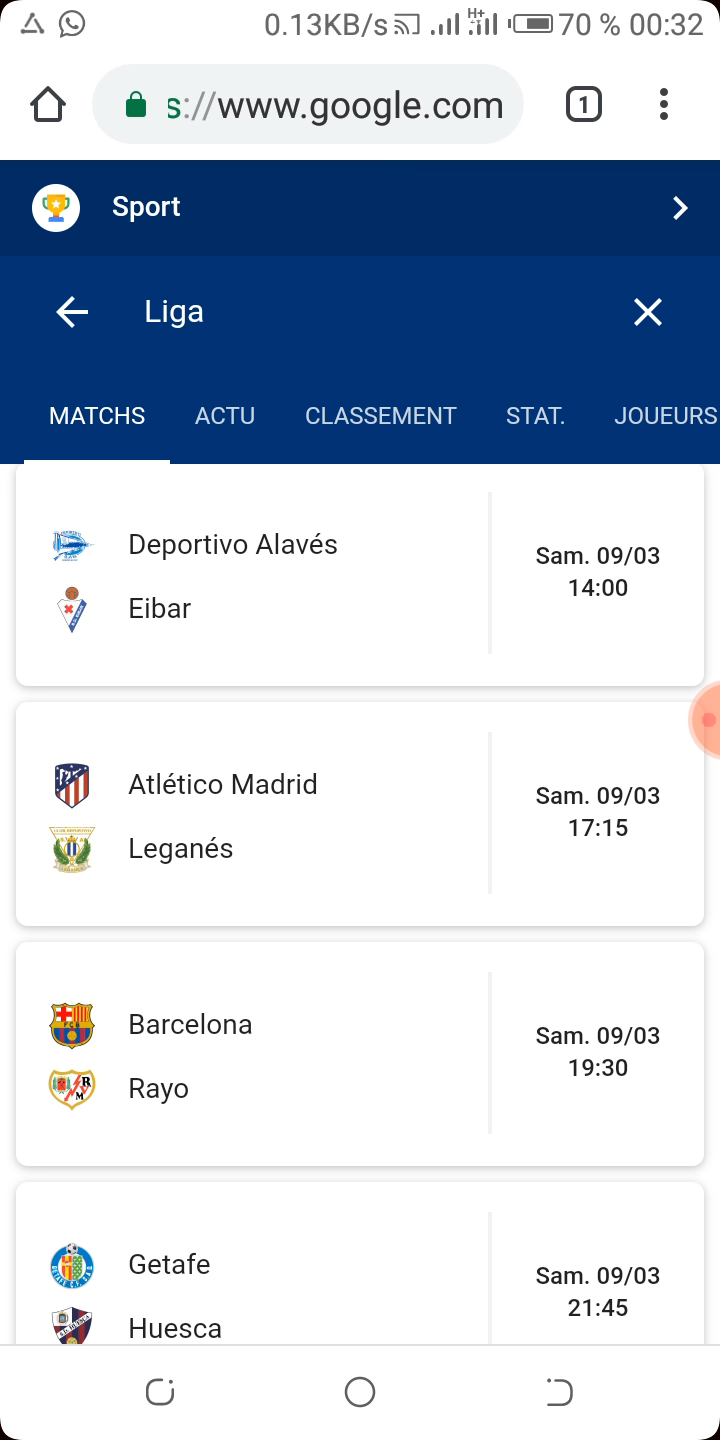 0.13KB/s H+ 70 % 00:32
s://www.google.com 1
Sport
Liga
MATCHS ACTU CLASSEMENT STAT. JOUEURS
Deportivo Alavés
Eibar
Sam. 09/03
14:00
Atlético Madrid
Leganés
Sam. 09/03
17:15
Barcelona
Rayo
Sam. 09/03
19:30
Getafe
Huesca
Sam. 09/03
21:45